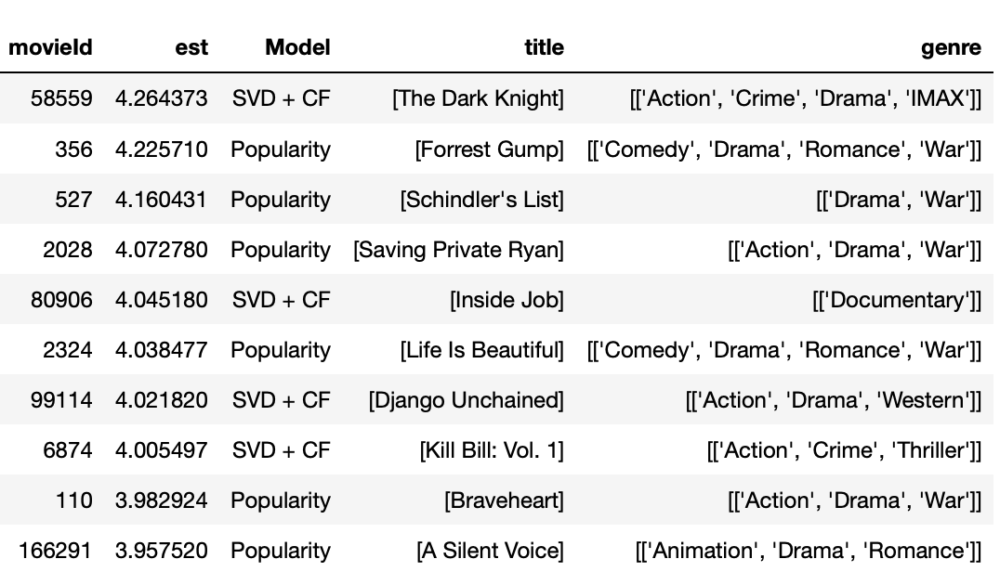 movieId est Model title genre
58559 4.264373 SVD + CF [The Dark Knight] [['Action', 'Crime', 'Drama', 'IMAX']]
356 4.225710 Popularity [Forrest Gump] [['Comedy', 'Drama', 'Romance', 'War']]
527 4.160431 Popularity [Schindler's List] [['Drama', 'War']]
2028 4.072780 Popularity [Saving Private Ryan] [['Action', 'Drama', 'War']]
80906 4.045180 SVD + CF [Inside Job] [['Documentary']]
2324 4.038477 Popularity [Life Is Beautiful] [['Comedy', 'Drama', 'Romance', 'War']]
99114 4.021820 SVD + CF [Django Unchained] [['Action', 'Drama', 'Western']]
6874 4.005497 SVD + CF [Kill Bill: Vol. 1] [['Action', 'Crime', 'Thriller']]
110 3.982924 Popularity [Braveheart] [['Action', 'Drama', 'War']]
166291 3.957520 Popularity [A Silent Voice] [['Animation', 'Drama', 'Romance']]